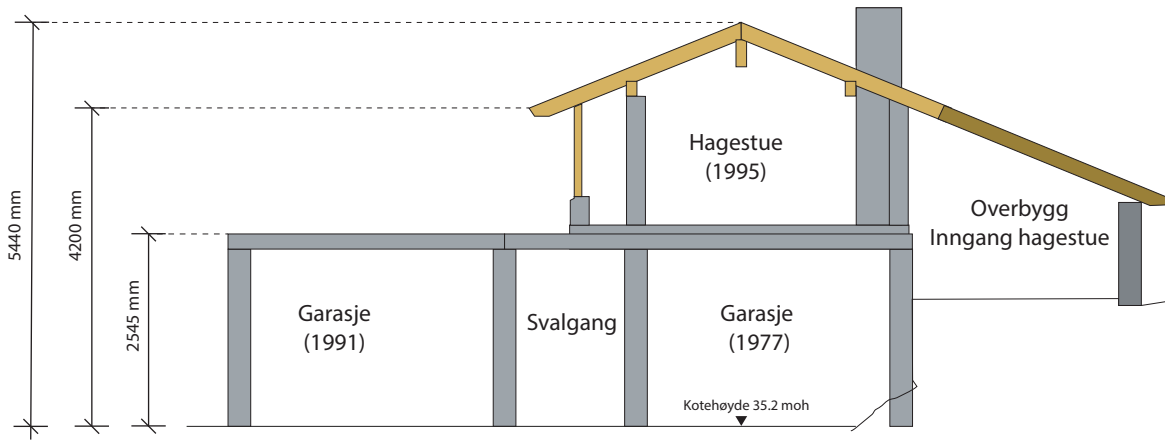 5440 mm
4200 mm
2545 mm
Hagestue
(1995)
Overbygg
Inngang hagestue
Garasje
(1991)
Svalgang
Garasje
(1977)
Kotehøyde 35.2 moh